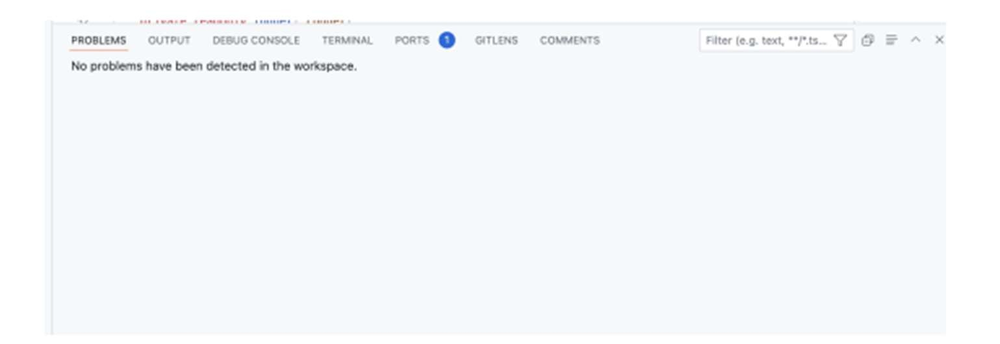 PROBLEMS OUTPUT DEBUG CONSOLE TERMINAL PORTS 1 GITLENS COMMENTS Filter (e.g. text, **/*.ts...
No problems have been detected in the workspace.